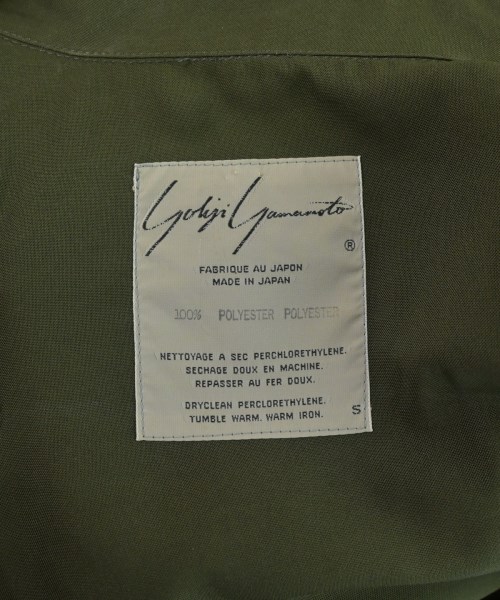 Yohji Yamamoto
®
FABRIQUE AU JAPON
MADE IN JAPAN
100% POLYESTER POLYESTER
NETTOYAGE A SEC PERCHLORETHYLENE.
SECHAGE DOUX EN MACHINE.
REPASSER AU FER DOUX.
DRYCLEAN PERCLORETHYLENE.
TUMBLE WARM. WARM IRON.
S